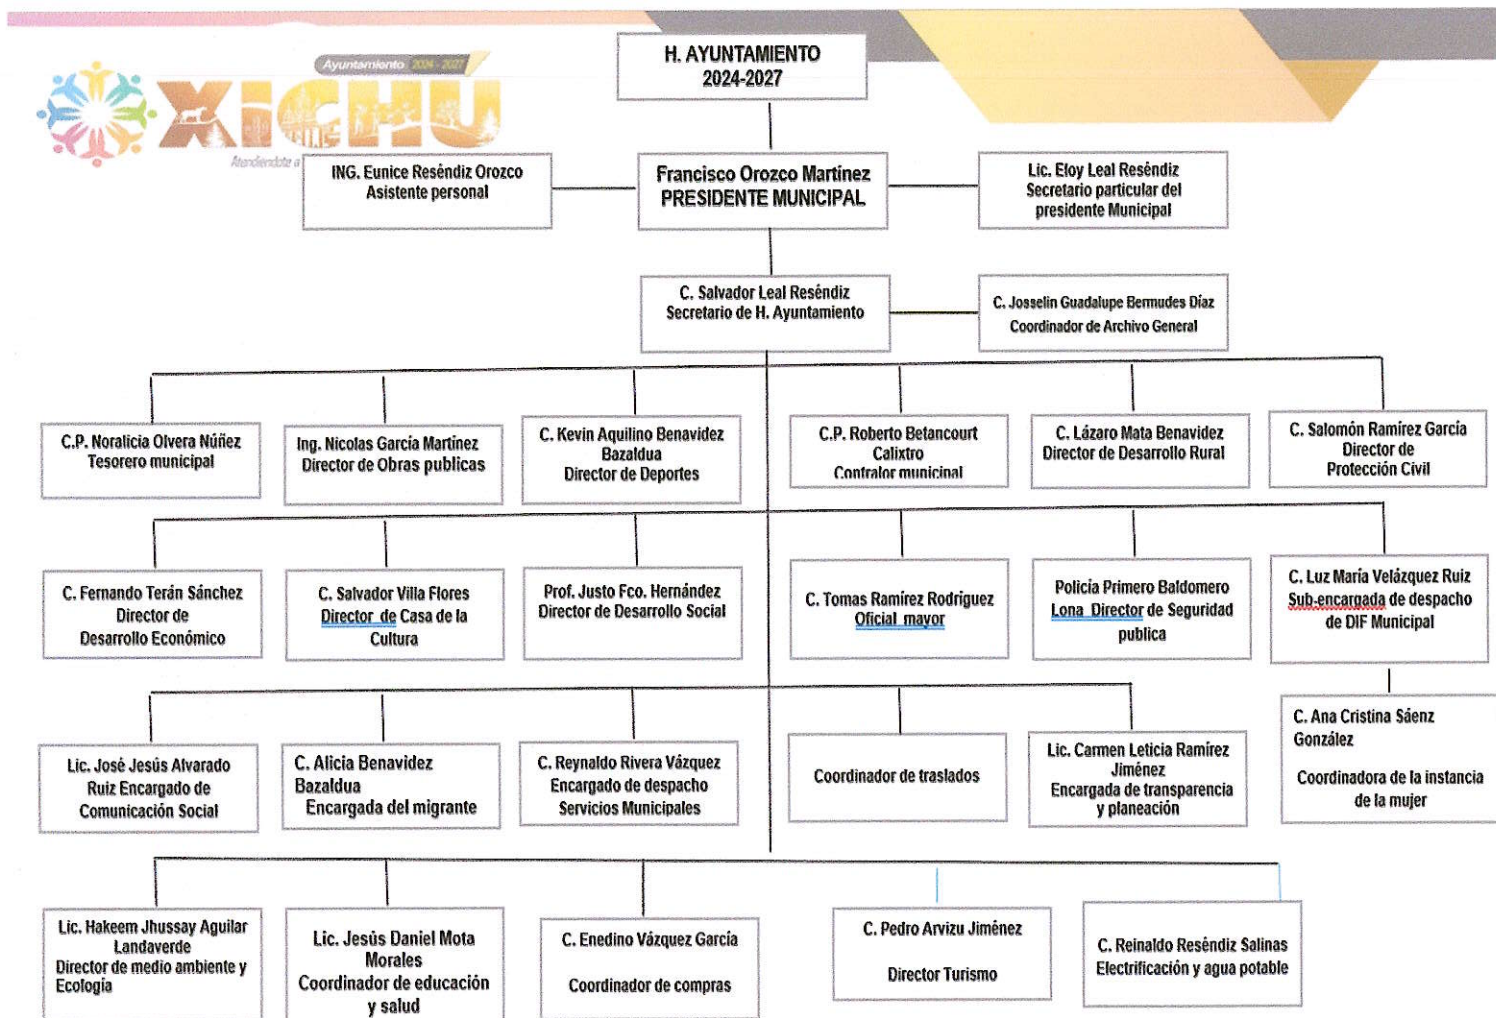 Ayuntamiento 2024 - 2027
XICHÚ
Atendiendote a
H. AYUNTAMIENTO
2024-2027
ING. Eunice Reséndiz Orozco
Asistente personal
Francisco Orozco Martínez
PRESIDENTE MUNICIPAL
Lic. Eloy Leal Reséndiz
Secretario particular del
presidente Municipal
C. Salvador Leal Reséndiz
Secretario de H. Ayuntamiento
C. Josselin Guadalupe Bermudes Díaz
Coordinador de Archivo General
C.P. Noralicia Olvera Núñez
Tesorero municipal
Ing. Nicolas García Martínez
Director de Obras publicas
C. Kevin Aquilino Benavidez
Bazaldua
Director de Deportes
C.P. Roberto Betancourt
Calixtro
Contralor municipal
C. Lázaro Mata Benavidez
Director de Desarrollo Rural
C. Salomón Ramírez García
Director de
Protección Civil
C. Fernando Terán Sánchez
Director de
Desarrollo Económico
C. Salvador Villa Flores
Director de Casa de la
Cultura
Prof. Justo Fco. Hernández
Director de Desarrollo Social
C. Tomas Ramírez Rodríguez
Oficial mayor
Policía Primero Baldomero
Lona Director de Seguridad
publica
C. Luz María Velázquez Ruiz
Sub-encargada de despacho
de DIF Municipal
Lic. José Jesús Alvarado
Ruiz Encargado de
Comunicación Social
C. Alicia Benavidez
Bazaldua
Encargada del migrante
C. Reynaldo Rivera Vázquez
Encargado de despacho
Servicios Municipales
Coordinador de traslados
Lic. Carmen Leticia Ramírez
Jiménez
Encargada de transparencia
y planeación
C. Ana Cristina Sáenz
González
Coordinadora de la instancia
de la mujer
Lic. Hakeem Jhussay Aguilar
Landaverde
Director de medio ambiente y
Ecología
Lic. Jesús Daniel Mota
Morales
Coordinador de educación
y salud
C. Enedino Vázquez García
Coordinador de compras
C. Pedro Arvizu Jiménez
Director Turismo
C. Reinaldo Reséndiz Salinas
Electrificación y agua potable